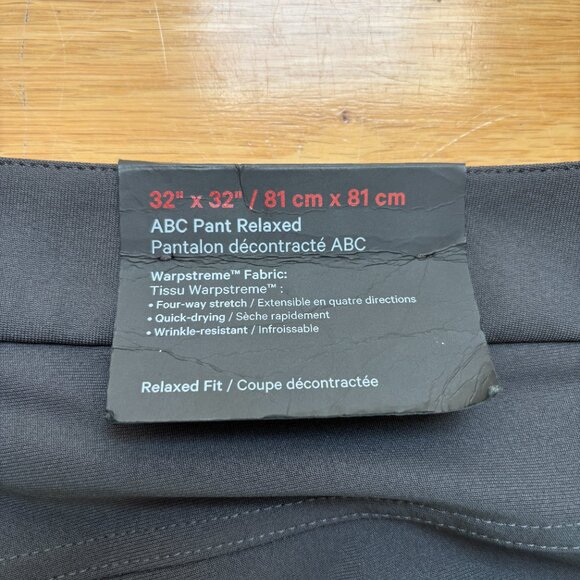 32" x 32" / 81 cm x 81 cm
ABC Pant Relaxed
Pantalon décontracté ABC
Warpstreme™ Fabric:
Tissu Warpstreme™ :
• Four-way stretch / Extensible en quatre directions
• Quick-drying / Sèche rapidement
• Wrinkle-resistant / Infroissable
Relaxed Fit / Coupe décontractée